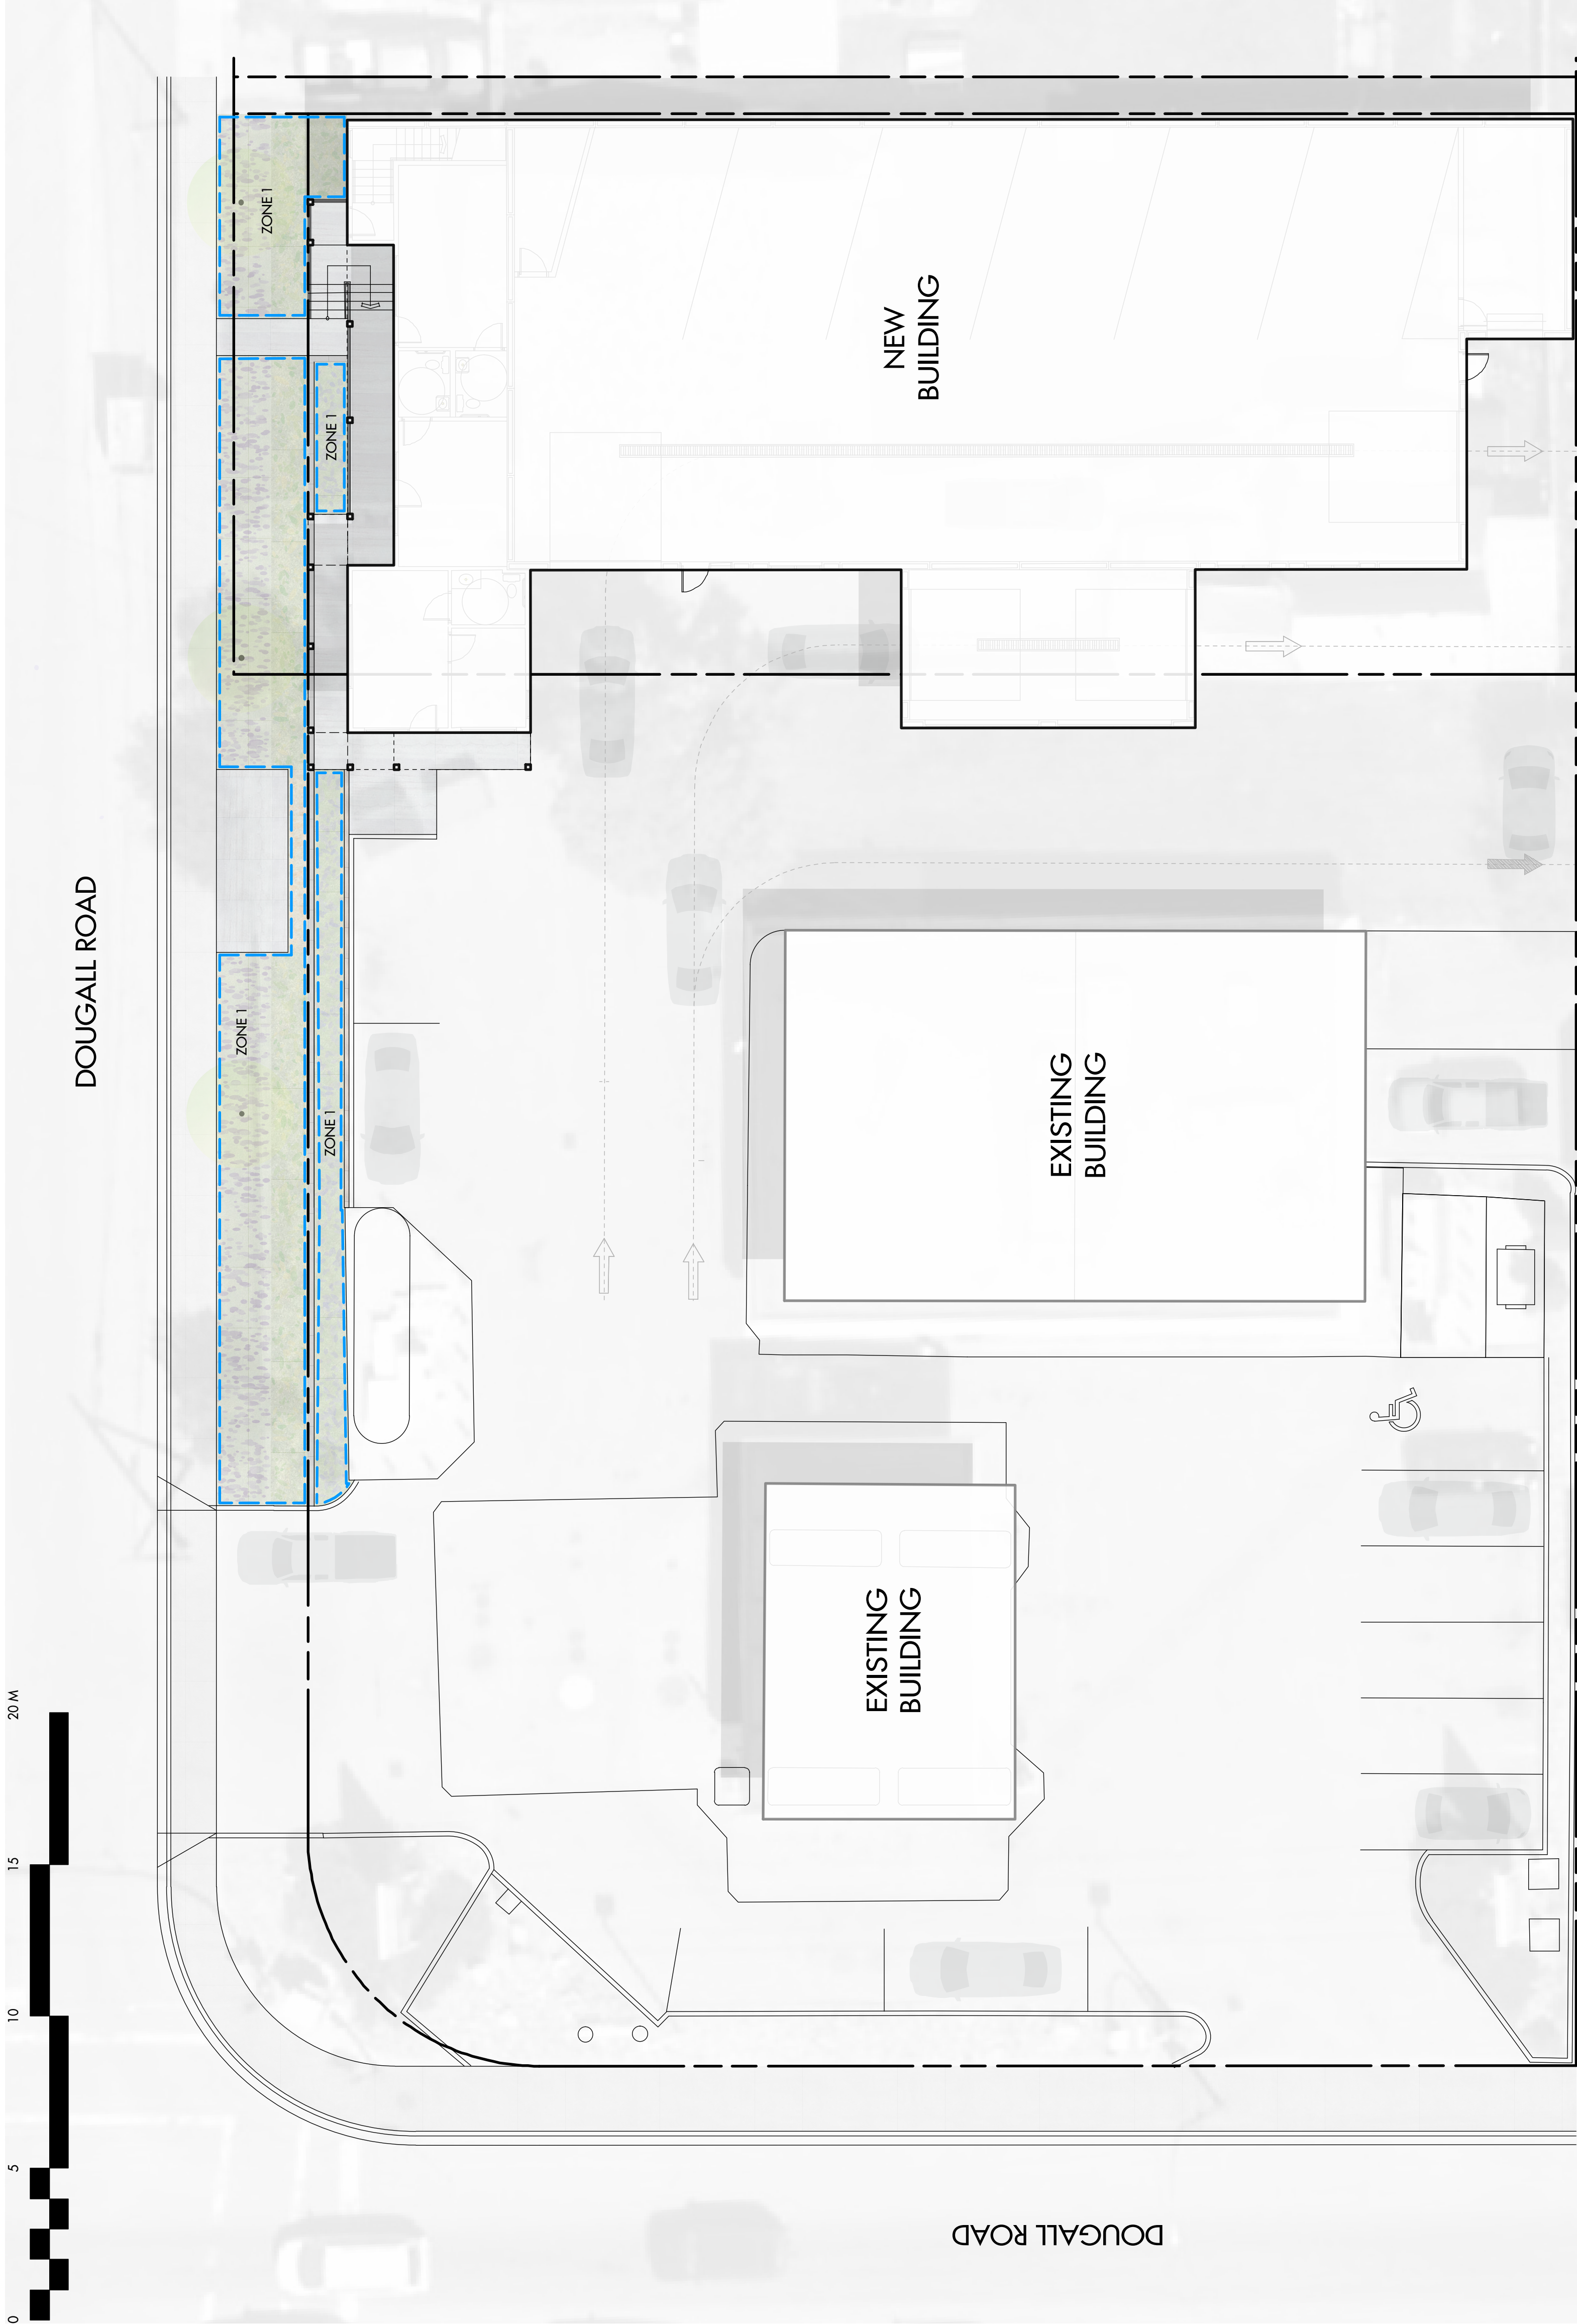 ZONE 1
ZONE 1
NEW
BUILDING
DOUGALL ROAD
ZONE 1
ZONE 1
EXISTING
BUILDING
EXISTING
BUILDING
20 M
15
10
5
0
DOUGALL ROAD